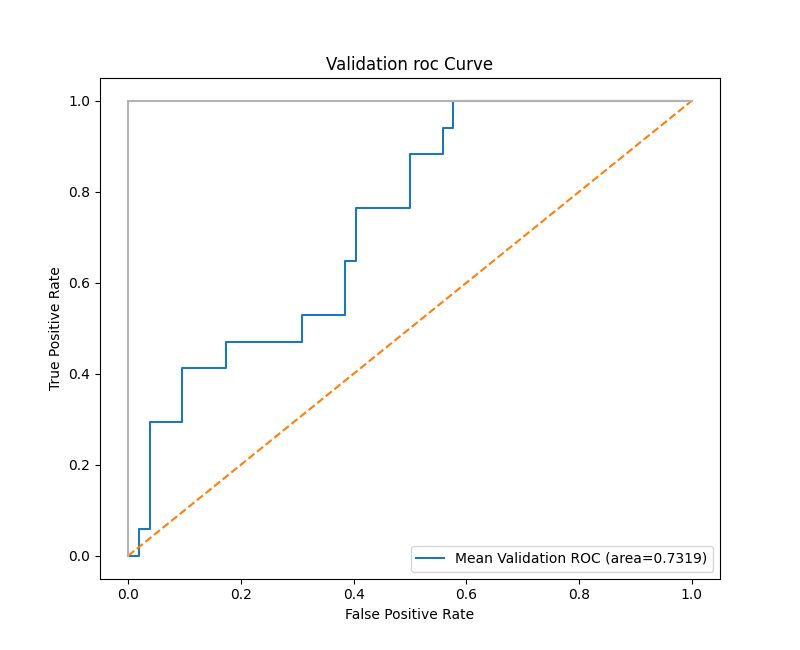 Validation roc Curve
1.0
0.8
0.6
0.4
0.2
0.0
True Positive Rate
Mean Validation ROC (area=0.7319)
0.0 0.2 0.4 0.6 0.8 1.0
False Positive Rate